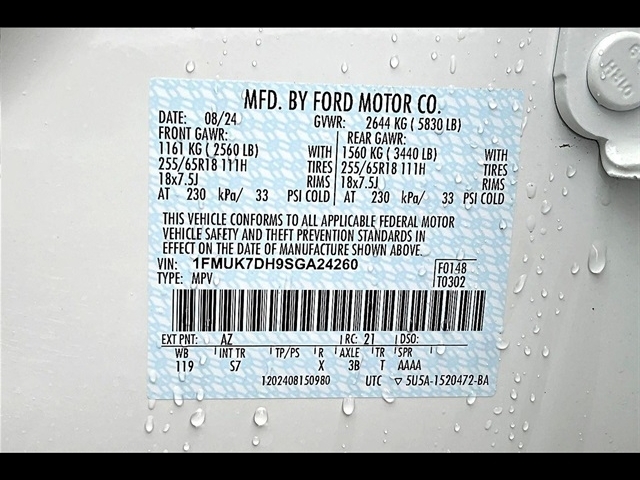 MFD. BY FORD MOTOR CO.
DATE: 08/24 GVWR: 2644 KG ( 5830 LB)
FRONT GAWR: REAR GAWR:
1161 KG ( 2560 LB) WITH 1560 KG ( 3440 LB) WITH
255/65R18 111H TIRES 255/65R18 111H TIRES
18x7.5J RIMS 18x7.5J RIMS
AT 230 kPa/ 33 PSI COLD AT 230 kPa/ 33 PSI COLD
THIS VEHICLE CONFORMS TO ALL APPLICABLE FEDERAL MOTOR
VEHICLE SAFETY AND THEFT PREVENTION STANDARDS IN
EFFECT ON THE DATE OF MANUFACTURE SHOWN ABOVE.
VIN: 1FMUK7DH9SGA24260 F0148
TYPE: MPV T0302
EXT PNT: AZ RC: 21 DSO:
WB INT TR TP/PS R AXLE TR SPR
119 S7 X 3B T AAAA
1202408150980 UTC ▽ 5U5A-1520472-BA